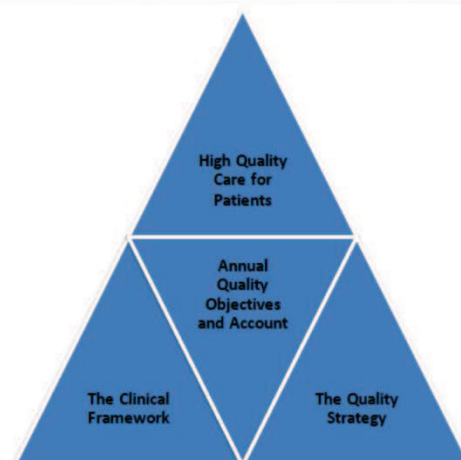 High Quality
Care for
Patients
Annual
Quality
Objectives
and Account
The Clinical
Framework
The Quality
Strategy